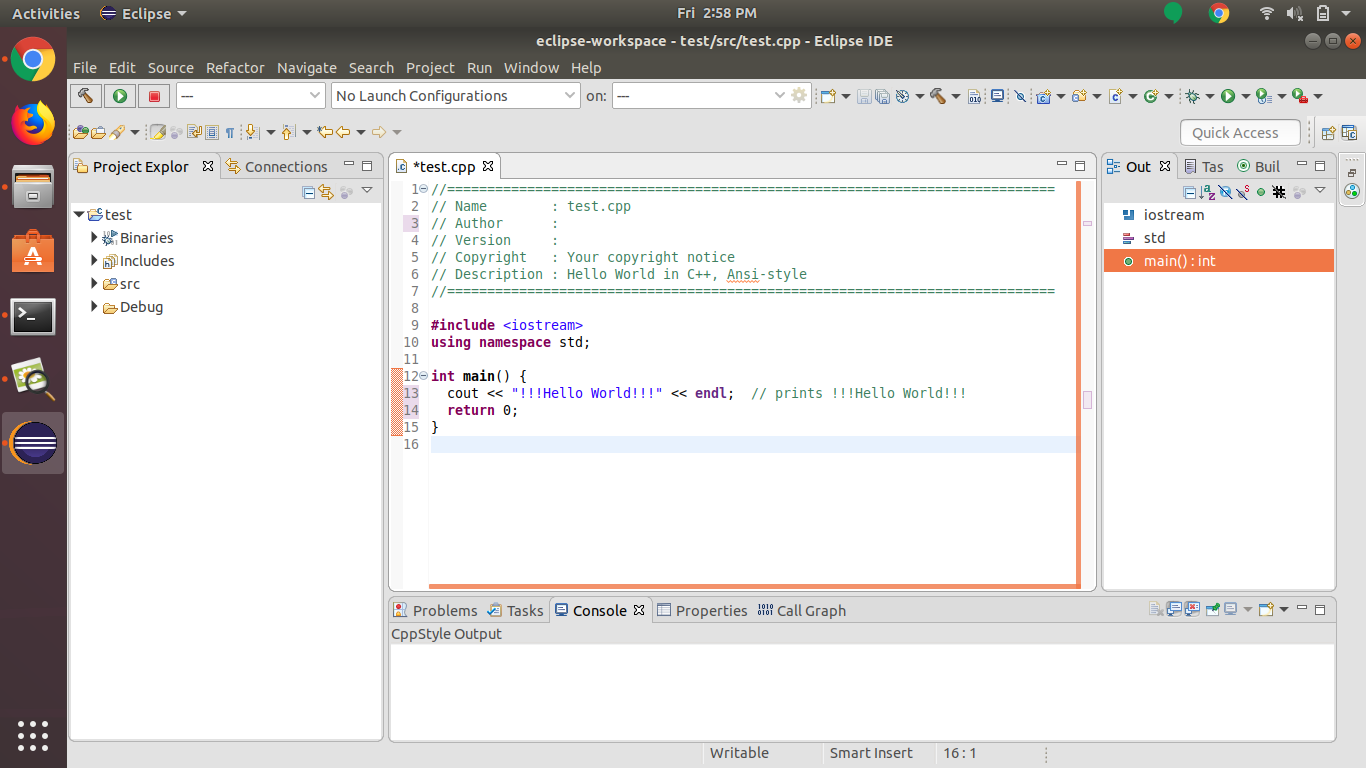 Activities Eclipse Fri 2:58 PM
eclipse-workspace - test/src/test.cpp - Eclipse IDE
File Edit Source Refactor Navigate Search Project Run Window Help
--- No Launch Configurations on: ---
Quick Access
Project Explor Connections
test
Binaries
Includes
src
Debug
*test.cpp
1 //============================================================================
2 // Name        : test.cpp
3 // Author      :
4 // Version     :
5 // Copyright   : Your copyright notice
6 // Description : Hello World in C++, Ansi-style
7 //============================================================================
8
9 #include <iostream>
10 using namespace std;
11
12 int main() {
13   cout << "!!!Hello World!!!" << endl;  // prints !!!Hello World!!!
14   return 0;
15 }
16
Out Tas Buil
iostream
std
main() : int
Problems Tasks Console Properties Call Graph
CppStyle Output
Writable Smart Insert 16 : 1